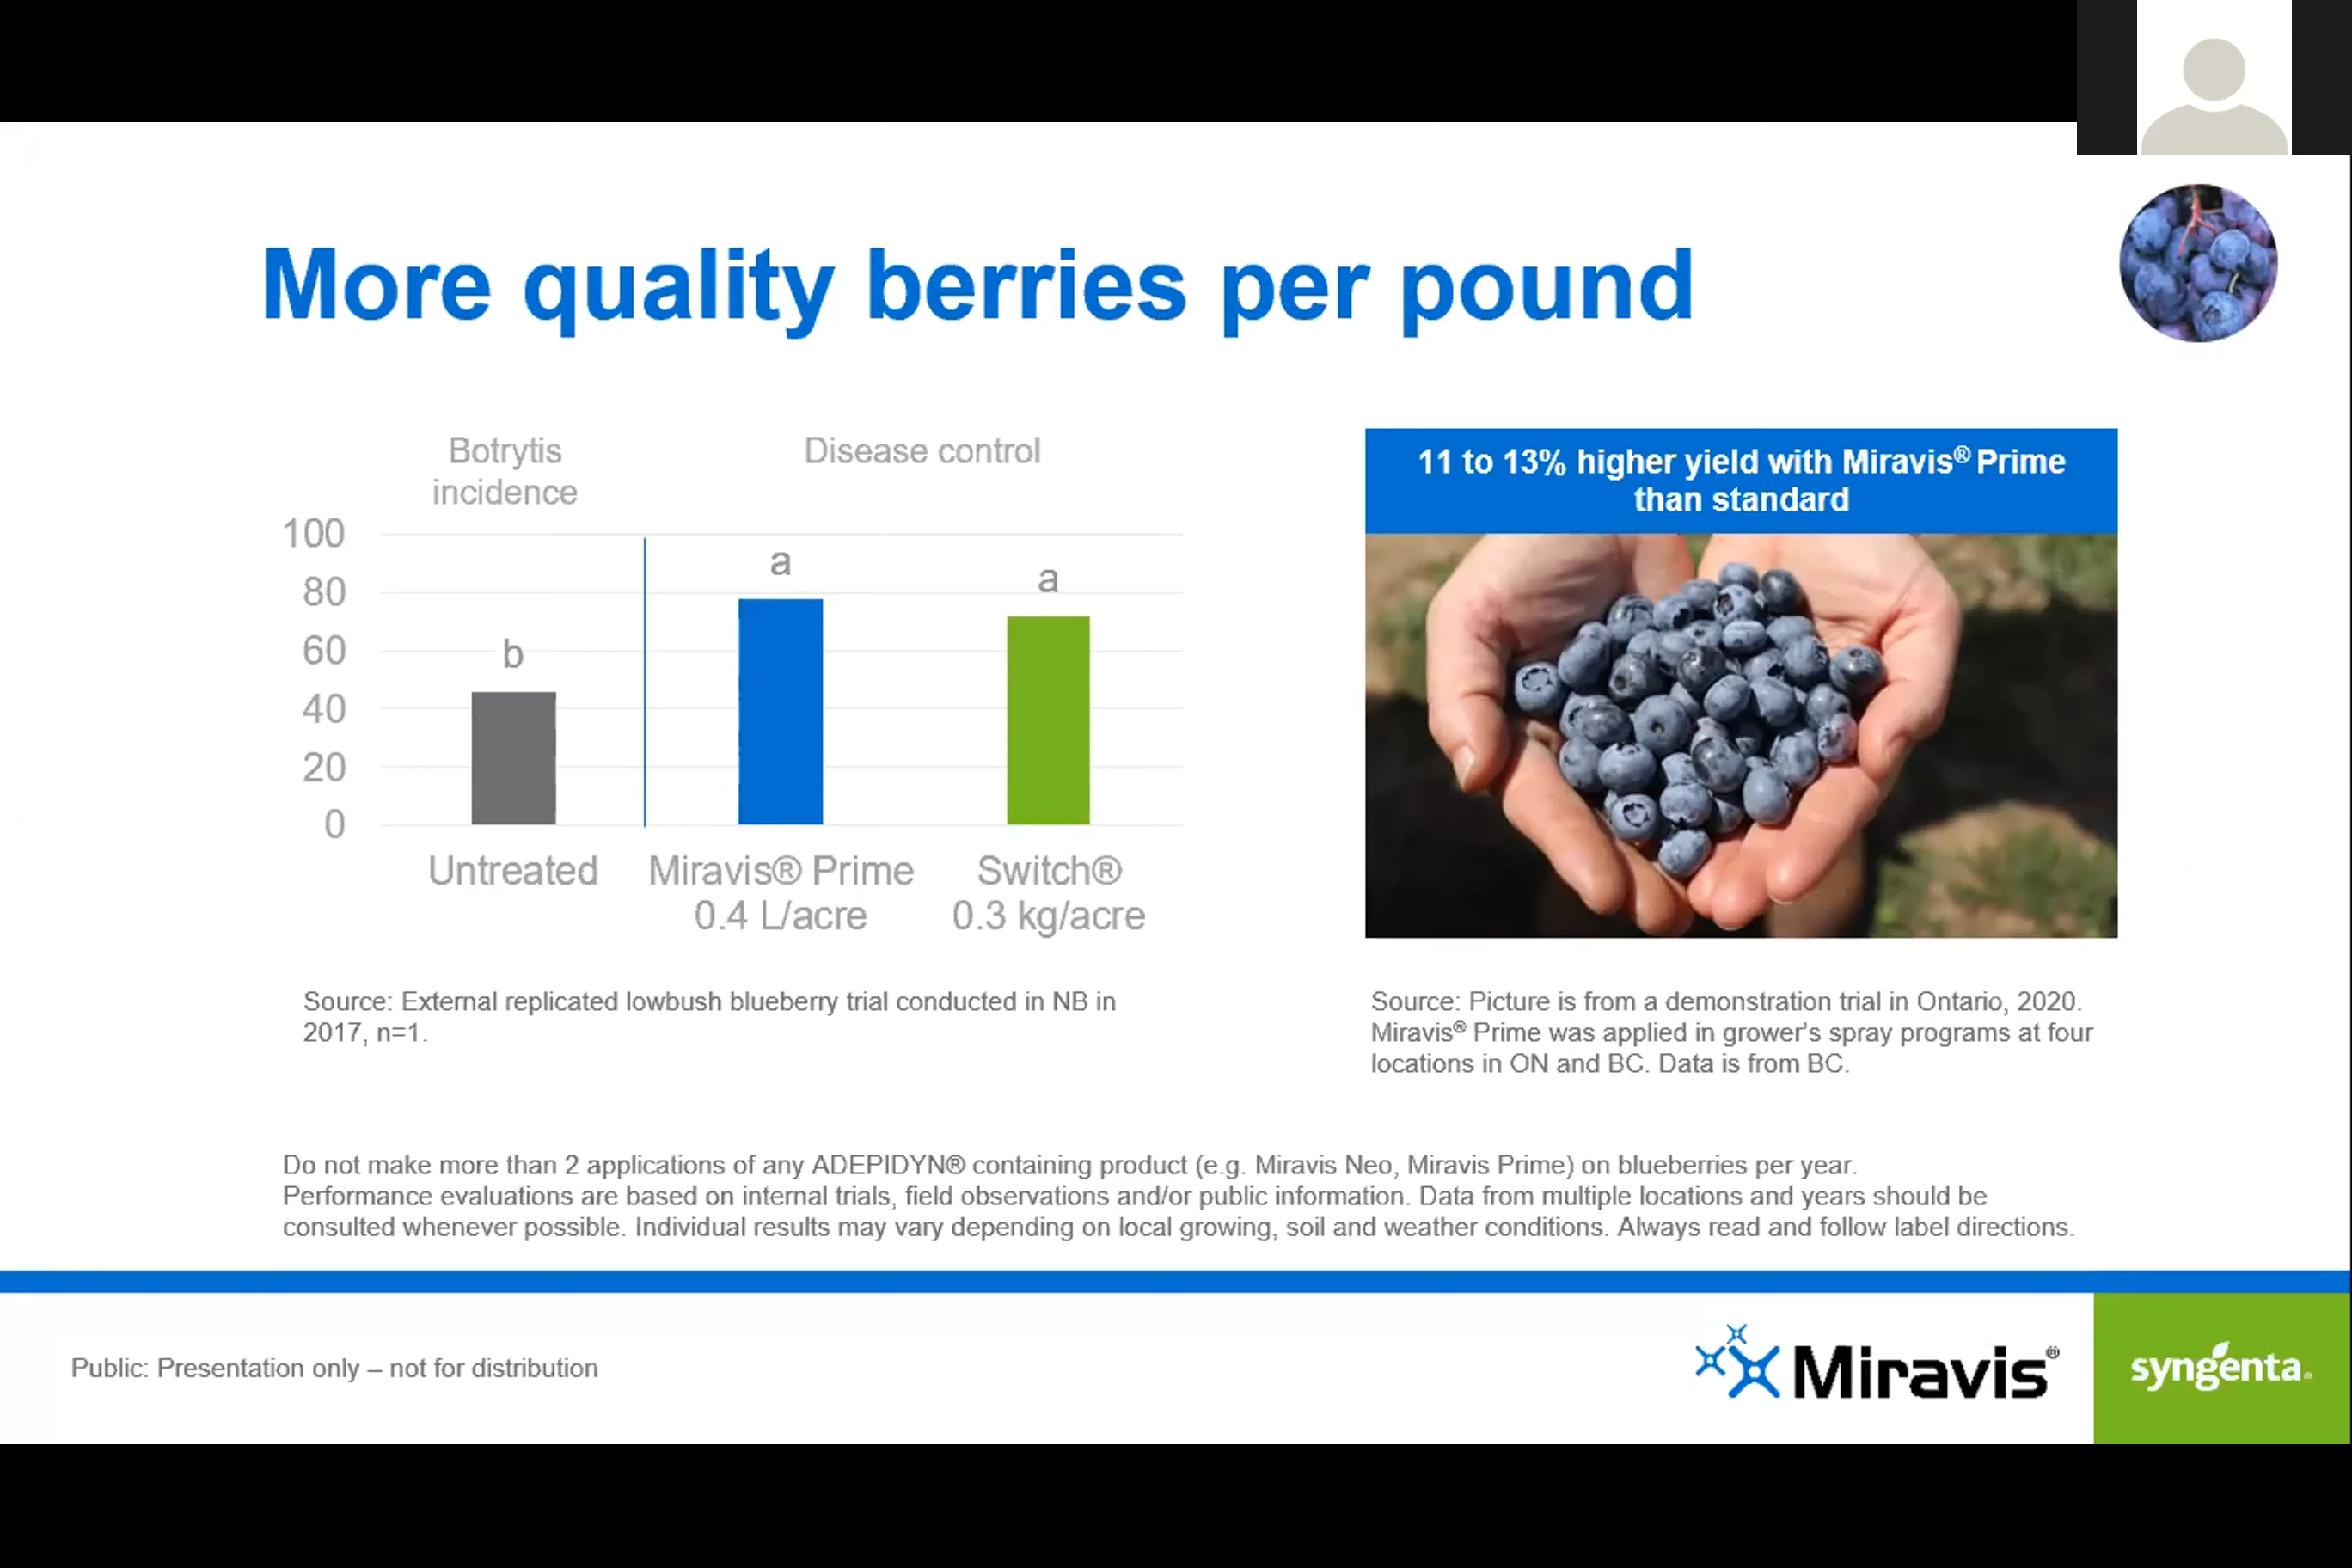 More quality berries per pound
Botrytis
incidence
Disease control
100
80
60
40
20
0
b
a
a
Untreated
Miravis® Prime
0.4 L/acre
Switch®
0.3 kg/acre
Source: External replicated lowbush blueberry trial conducted in NB in
2017, n=1.
11 to 13% higher yield with Miravis® Prime
than standard
Source: Picture is from a demonstration trial in Ontario, 2020.
Miravis® Prime was applied in grower’s spray programs at four
locations in ON and BC. Data is from BC.
Do not make more than 2 applications of any ADEPIDYN® containing product (e.g. Miravis Neo, Miravis Prime) on blueberries per year.
Performance evaluations are based on internal trials, field observations and/or public information. Data from multiple locations and years should be
consulted whenever possible. Individual results may vary depending on local growing, soil and weather conditions. Always read and follow label directions.
Public: Presentation only – not for distribution
Miravis®
syngenta®